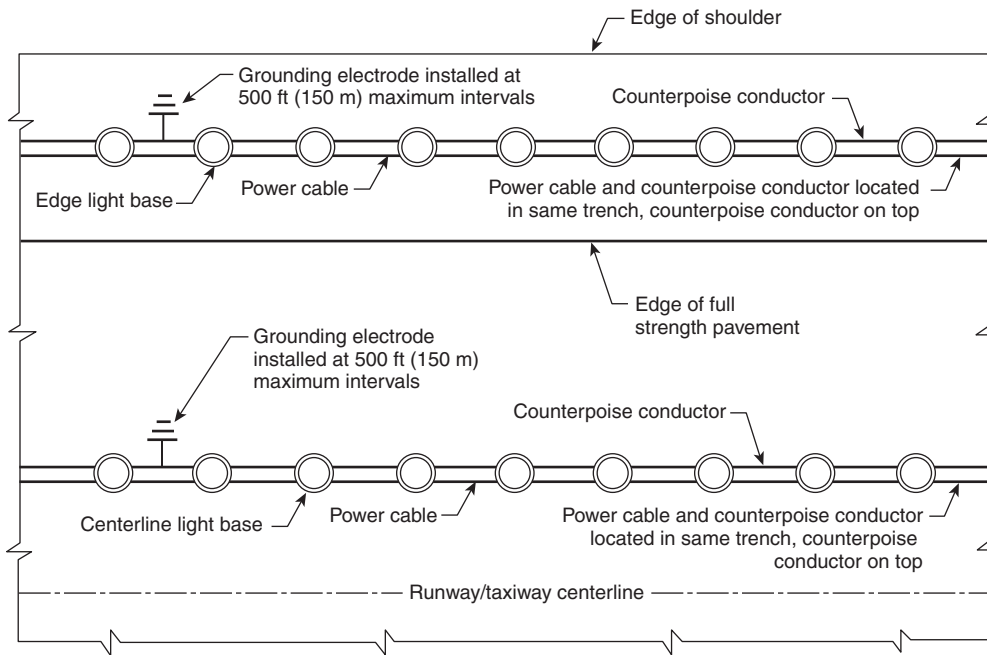 Edge of shoulder
Grounding electrode installed at
500 ft (150 m) maximum intervals
Counterpoise conductor
Edge light base
Power cable
Power cable and counterpoise conductor located
in same trench, counterpoise conductor on top
Edge of full
strength pavement
Grounding electrode
installed at 500 ft (150 m)
maximum intervals
Counterpoise conductor
Centerline light base
Power cable
Power cable and counterpoise conductor
located in same trench, counterpoise
conductor on top
Runway/taxiway centerline